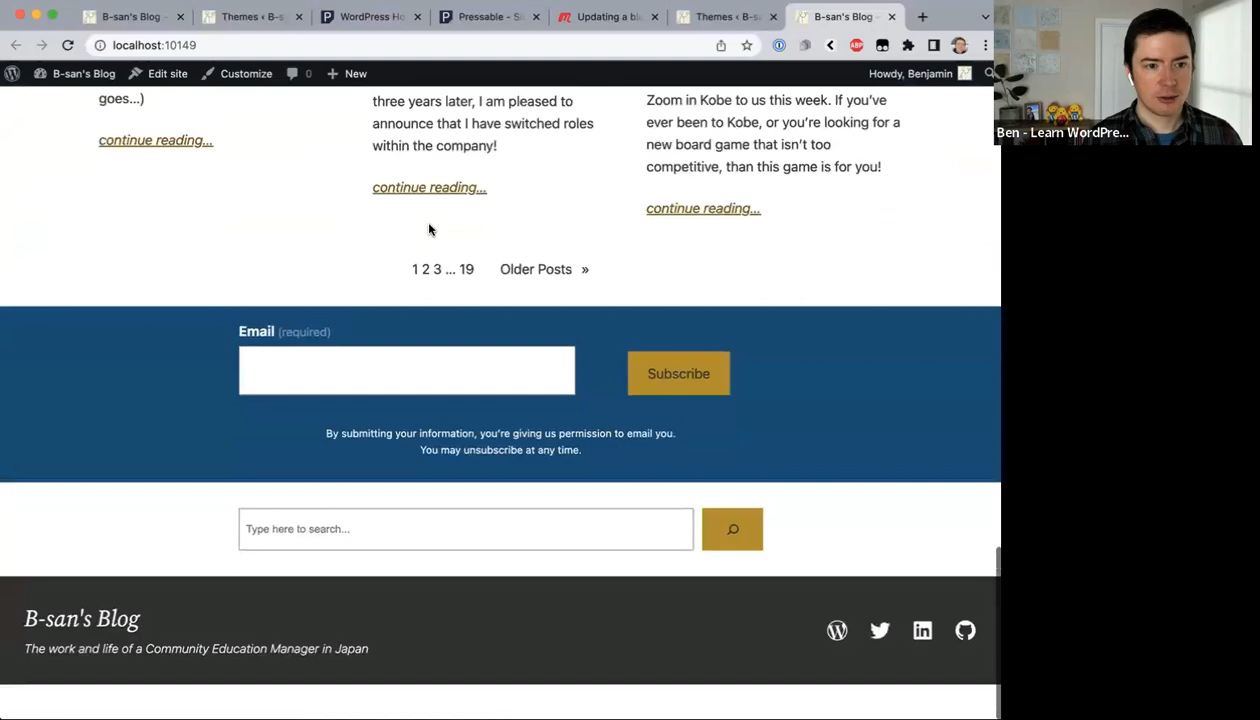 B-san's Blog -
Themes ‹ B-s
WordPress Ho
Pressable - S
Updating a bl
Themes ‹ B-sa
B-san's Blog -
localhost:10149
ABP
B-san's Blog
Edit site
Customize
0
New
Howdy, Benjamin
goes...)
continue reading...
three years later, I am pleased to
announce that I have switched roles
within the company!
continue reading...
Zoom in Kobe to us this week. If you've
ever been to Kobe, or you're looking for a
new board game that isn't too
competitive, than this game is for you!
continue reading...
1 2 3 ... 19 Older Posts »
Email (required)
Subscribe
By submitting your information, you're giving us permission to email you.
You may unsubscribe at any time.
Type here to search...
B-san's Blog
The work and life of a Community Education Manager in Japan
Ben - Learn WordPre...